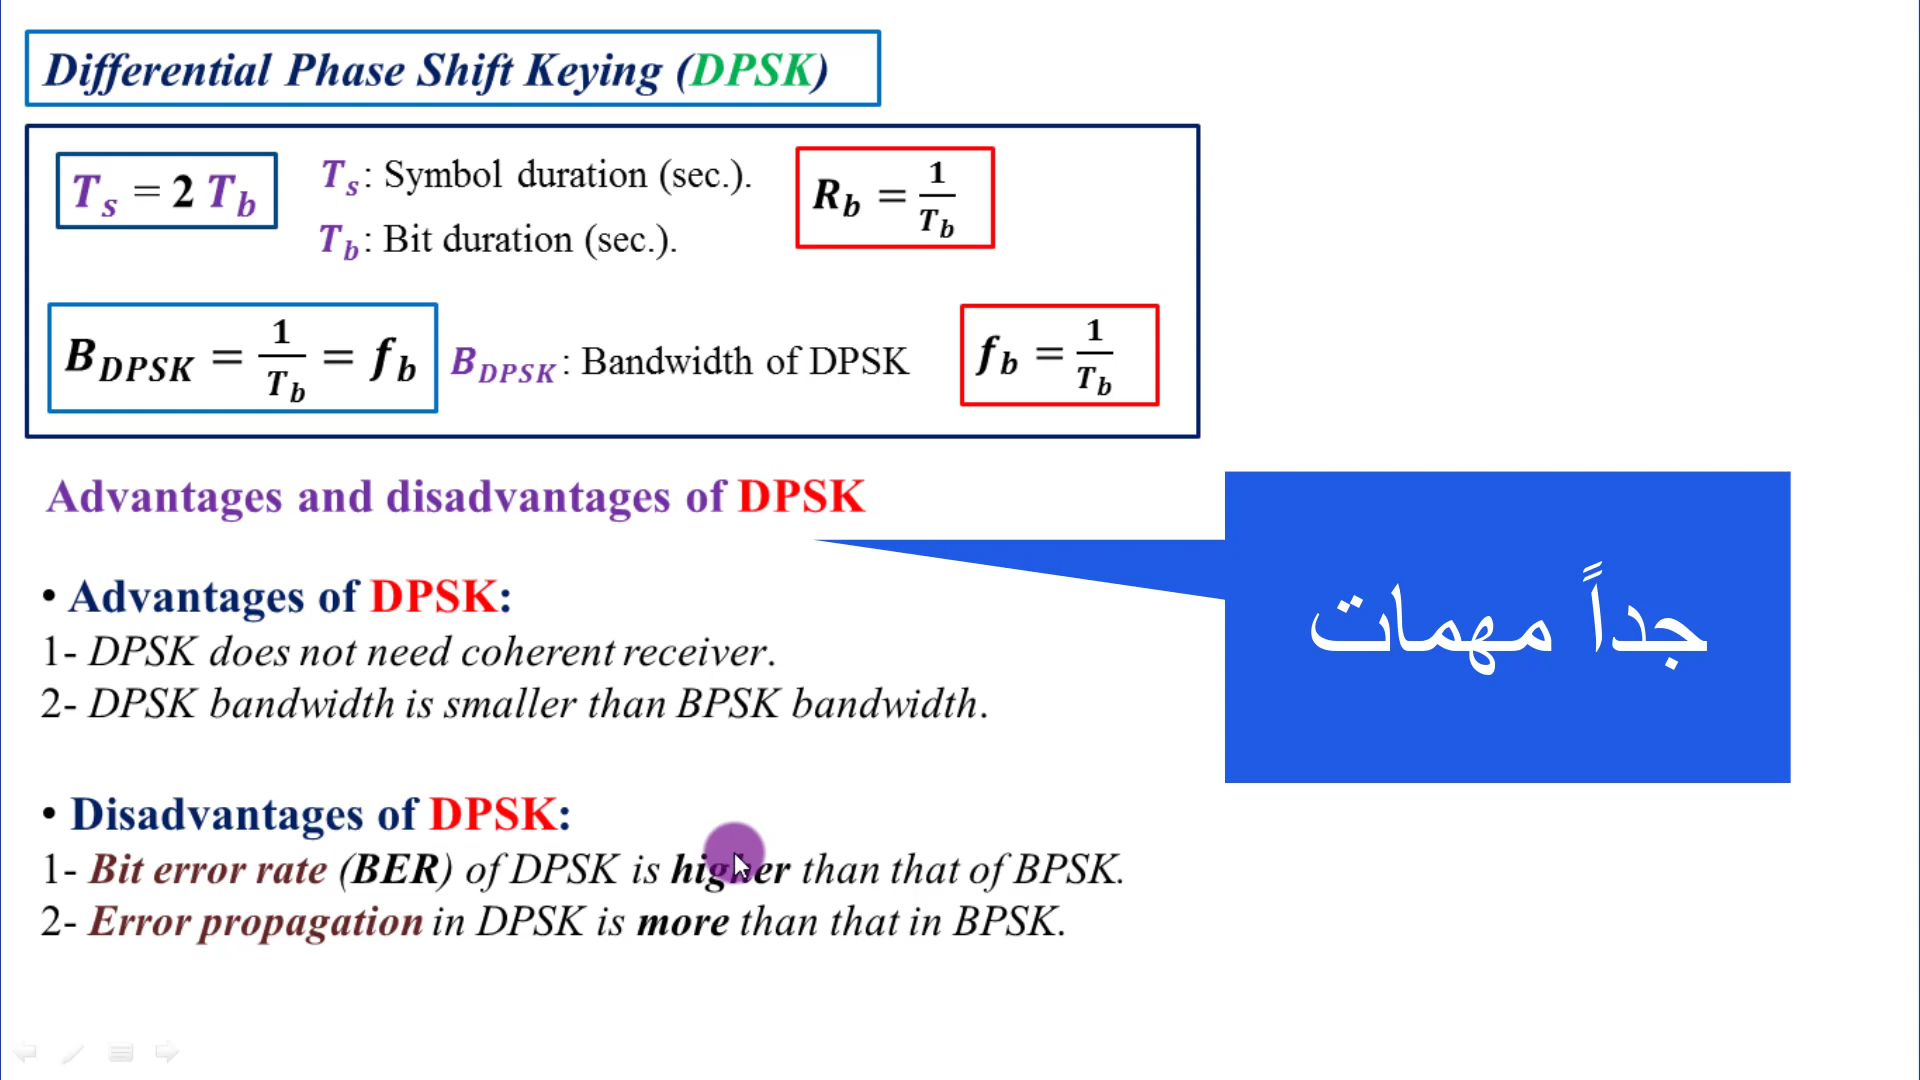 Differential Phase Shift Keying (DPSK)
T_s = 2 T_b
T_s: Symbol duration (sec.).
T_b: Bit duration (sec.).
R_b = 1/T_b
B_DPSK = 1/T_b = f_b
B_DPSK: Bandwidth of DPSK
f_b = 1/T_b
Advantages and disadvantages of DPSK
• Advantages of DPSK:
1- DPSK does not need coherent receiver.
2- DPSK bandwidth is smaller than BPSK bandwidth.
جداً مهمات
• Disadvantages of DPSK:
1- Bit error rate (BER) of DPSK is higher than that of BPSK.
2- Error propagation in DPSK is more than that in BPSK.